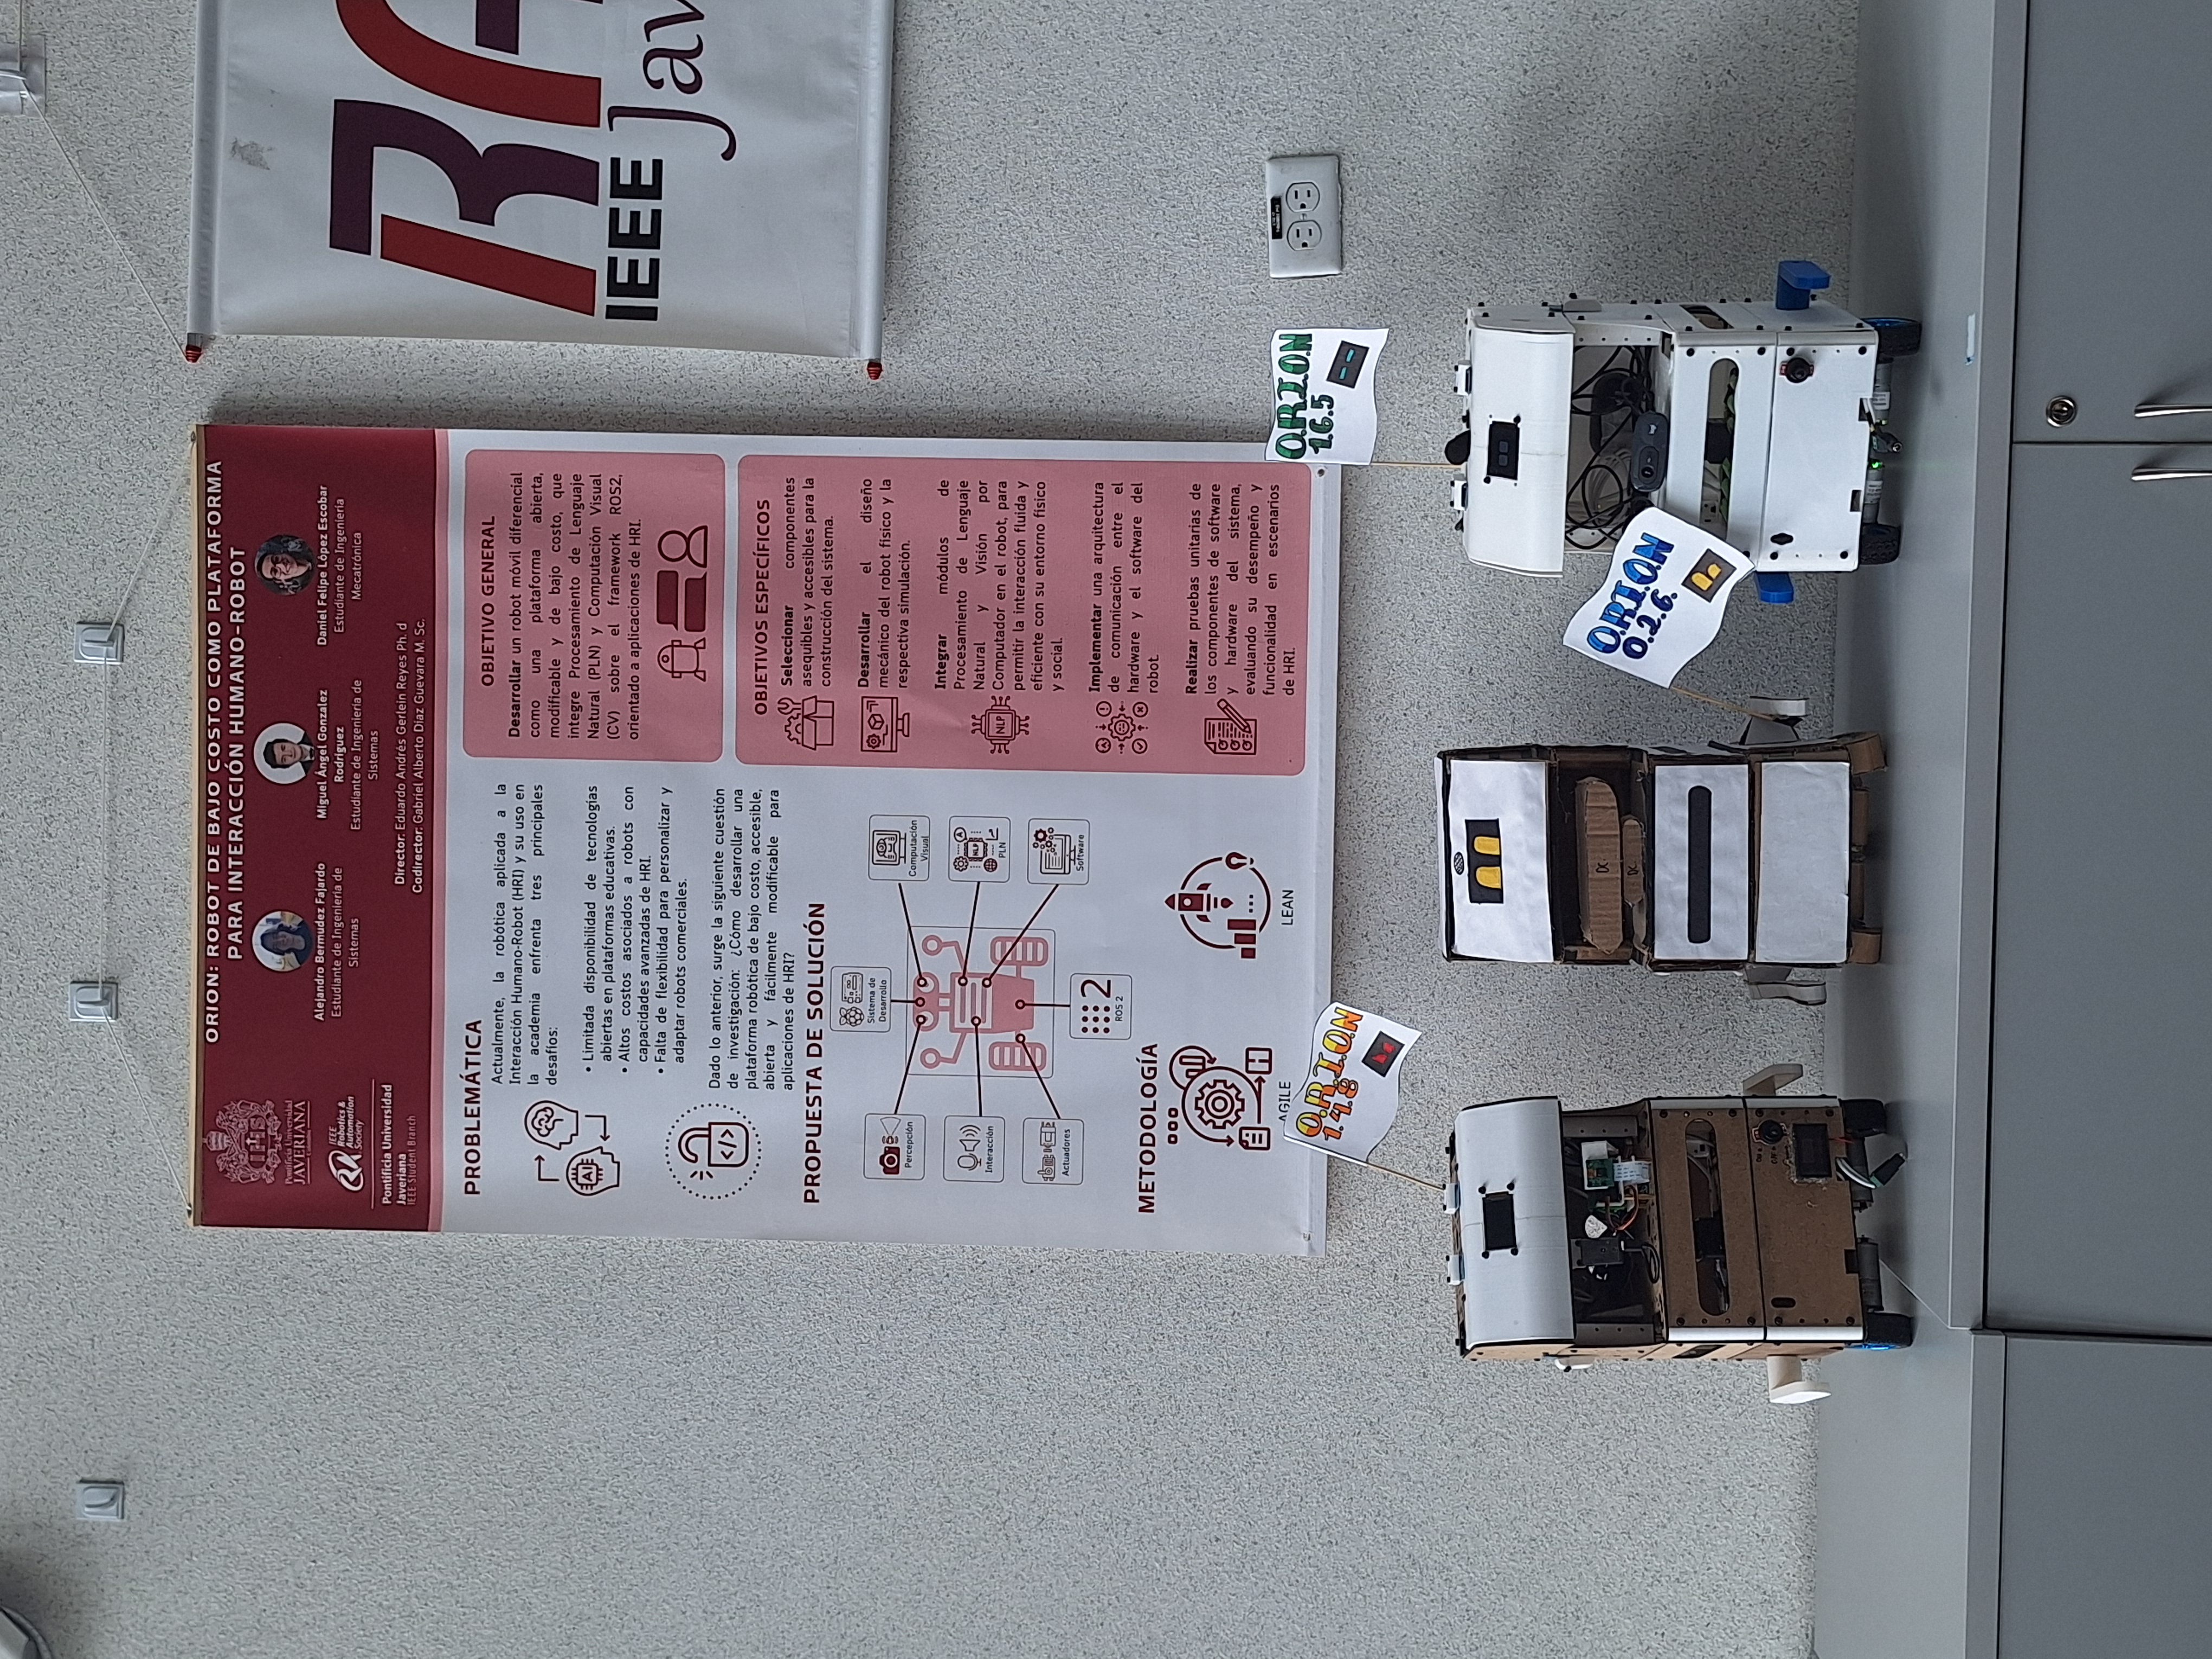 ORION: ROBOT DE BAJO COSTO COMO PLATAFORMA
PARA INTERACCIÓN HUMANO-ROBOT
IHS
Pontificia Universidad
JAVERIANA
Colombia
IEEE
Robotics &
Automation
Society
Pontificia Universidad
Javeriana
IEEE Student Branch
Alejandro Bermudez Fajardo
Estudiante de Ingeniería de
Sistemas
Miguel Ángel Gonzalez
Rodriguez
Estudiante de Ingeniería de
Sistemas
Daniel Felipe López Escobar
Estudiante de Ingeniería
Mecatrónica
Director: Eduardo Andrés Gerlein Reyes Ph. d
Codirector: Gabriel Alberto Diaz Guevara M. Sc.
PROBLEMÁTICA
Actualmente, la robótica aplicada a la
Interacción Humano-Robot (HRI) y su uso en
la academia enfrenta tres principales
desafíos:
AI
• Limitada disponibilidad de tecnologías
abiertas en plataformas educativas.
• Altos costos asociados a robots con
capacidades avanzadas de HRI.
• Falta de flexibilidad para personalizar y
adaptar robots comerciales.
</>
Dado lo anterior, surge la siguiente cuestión
de investigación: ¿Cómo desarrollar una
plataforma robótica de bajo costo, accesible,
abierta y fácilmente modificable para
aplicaciones de HRI?
PROPUESTA DE SOLUCIÓN
Sistema de
Desarrollo
Percepción
Computación
Visual
Interacción
NLP
PLN
Actuadores
Software
2
ROS 2
METODOLOGÍA
AGILE
LEAN
OBJETIVO GENERAL
Desarrollar un robot móvil diferencial
como una plataforma abierta,
modificable y de bajo costo, que
integre Procesamiento de Lenguaje
Natural (PLN) y Computación Visual
(CV) sobre el framework ROS2,
orientado a aplicaciones de HRI.
OBJETIVOS ESPECÍFICOS
Seleccionar componentes
asequibles y accesibles para la
construcción del sistema.
Desarrollar el diseño
mecánico del robot físico y la
respectiva simulación.
Integrar módulos de
Procesamiento de Lenguaje
Natural y Visión por
Computador en el robot, para
permitir la interacción fluida y
eficiente con su entorno físico
y social.
NLP
Implementar una arquitectura
de comunicación entre el
hardware y el software del
robot.
Realizar pruebas unitarias de
los componentes de software
y hardware del sistema,
evaluando su desempeño y
funcionalidad en escenarios
de HRI.
IEEE
Jav
O.R.I.O.N
1.4.8
O.R.I.O.N
1.6.5
O.R.I.O.N
0.2.6.
DC
DC